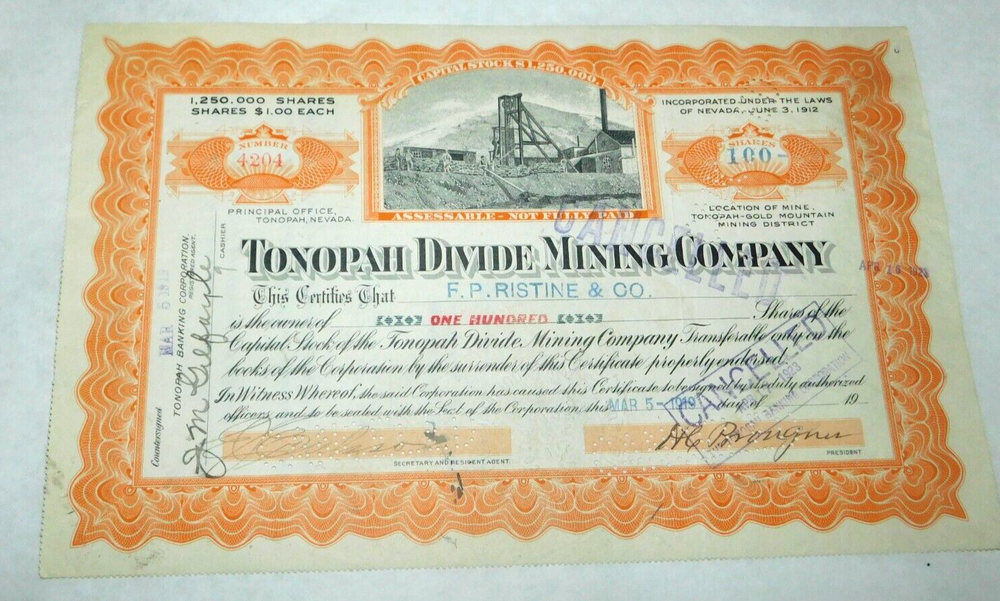 CAPITAL STOCK $1,250,000
1,250,000 SHARES
SHARES $1.00 EACH
INCORPORATED UNDER THE LAWS
OF NEVADA, JUNE 3, 1912
NUMBER
4204
SHARES
100-
PRINCIPAL OFFICE,
TONOPAH, NEVADA.
LOCATION OF MINE,
TONOPAH-GOLD MOUNTAIN
MINING DISTRICT
ASSESSABLE - NOT FULLY PAID
CANCELLED
TONOPAH DIVIDE MINING COMPANY
This Certifies That F. P. RISTINE & CO.
is the owner of ONE HUNDRED Shares of the
Capital Stock of the Tonopah Divide Mining Company Transferable only on the
books of the Corporation by the surrender of this Certificate properly endorsed.
In Witness Whereof, the said Corporation has caused this Certificate to be signed by its duly authorized
officers and to be sealed with the Seal of the Corporation, this MAR 5-1919 day of 19
CANCELLED
H C Brougher
SECRETARY AND RESIDENT AGENT.
PRESIDENT
Countersigned
TONOPAH BANKING CORPORATION
REGISTERED AGENT.
CASHIER